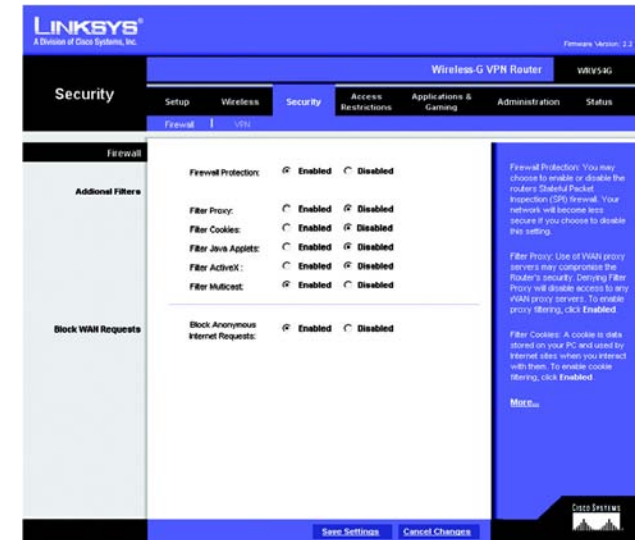 LINKSYS®
A Division of Cisco Systems, Inc.
Firmware Version: 2.2
Wireless-G VPN Router WRV54G
Security
Setup Wireless Security Access Restrictions Applications & Gaming Administration Status
Firewall VPN
Firewall
Firewall Protection: Enabled Disabled
Addional Filters
Filter Proxy: Enabled Disabled
Filter Cookies: Enabled Disabled
Filter Java Applets: Enabled Disabled
Filter ActiveX : Enabled Disabled
Filter Muticest: Enabled Disabled
Block WAN Requests
Block Anonymous
Internet Requests: Enabled Disabled
Firewall Protection: You may
choose to enable or disable the
routers Stateful Packet
Inspection (SPI) firewall. Your
network will become less
secure if you choose to disable
this setting.
Filter Proxy: Use of WAN proxy
servers may compromise the
Router's security. Denying Filter
Proxy will disable access to any
WAN proxy servers. To enable
proxy filtering, click Enabled.
Filter Cookies: A cookie is data
stored on your PC and used by
Internet sites when you interact
with them. To enable cookie
filtering, click Enabled.
More...
Save Settings Cancel Changes
CISCO SYSTEMS